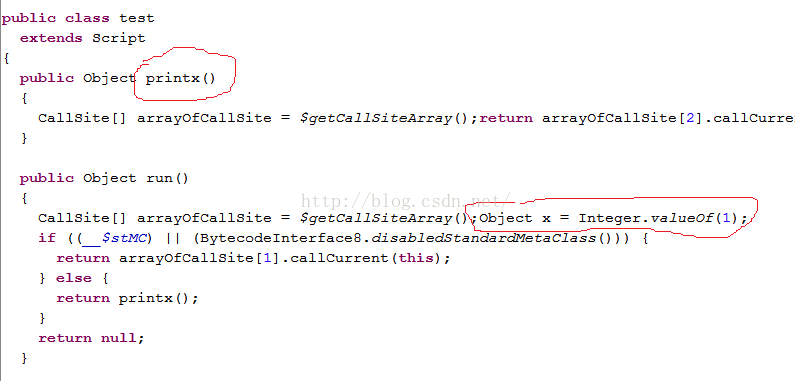 public class test
extends Script
{
public Object printx()
{
CallSite[] arrayOfCallSite = $getCallSiteArray();return arrayOfCallSite[2].callCurre
}
public Object run()
{
http://blog.csdn.net/
CallSite[] arrayOfCallSite = $getCallSiteArray();Object x = Integer.valueOf(1);
if ((__$stMC) || (BytecodeInterface8.disabledStandardMetaClass())) {
return arrayOfCallSite[1].callCurrent(this);
} else {
return printx();
}
return null;
}